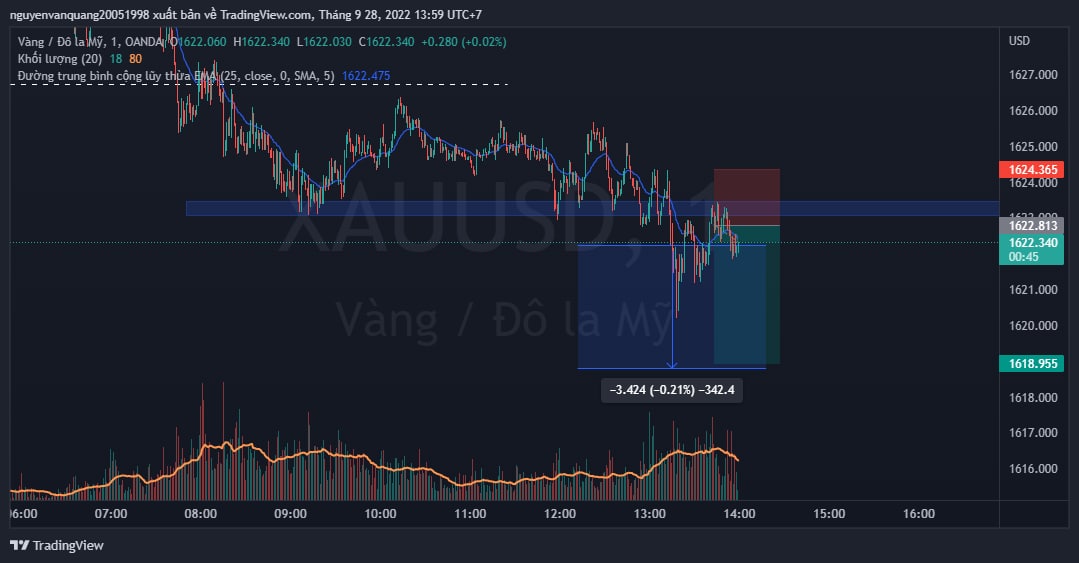 nguyenvanquang20051998 xuất bản về TradingView.com, Tháng 9 28, 2022 13:59 UTC+7
Vàng / Đô la Mỹ, 1, OANDA O1622.060 H1622.340 L1622.030 C1622.340 +0.280 (+0.02%)
USD
Khối lượng (20) 18 80
Đường trung bình cộng lũy thừa EMA (25, close, 0, SMA, 5) 1622.475
1627.000
1626.000
1625.000
1624.365
1624.000
1623.000
1622.813
1622.340
00:45
1621.000
1620.000
1618.955
1618.000
1617.000
1616.000
XAUUSD, 1
Vàng / Đô la Mỹ
−3.424 (−0.21%) −342.4
06:00 07:00 08:00 09:00 10:00 11:00 12:00 13:00 14:00 15:00 16:00
TradingView